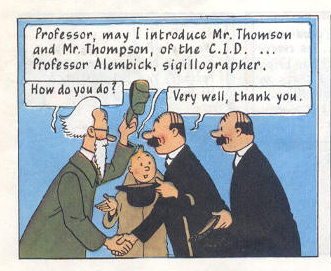 Professor, may I introduce Mr. Thomson
and Mr. Thompson, of the C.I.D. ...
Professor Alembick, sigillographer.
How do you do?
Very well, thank you.